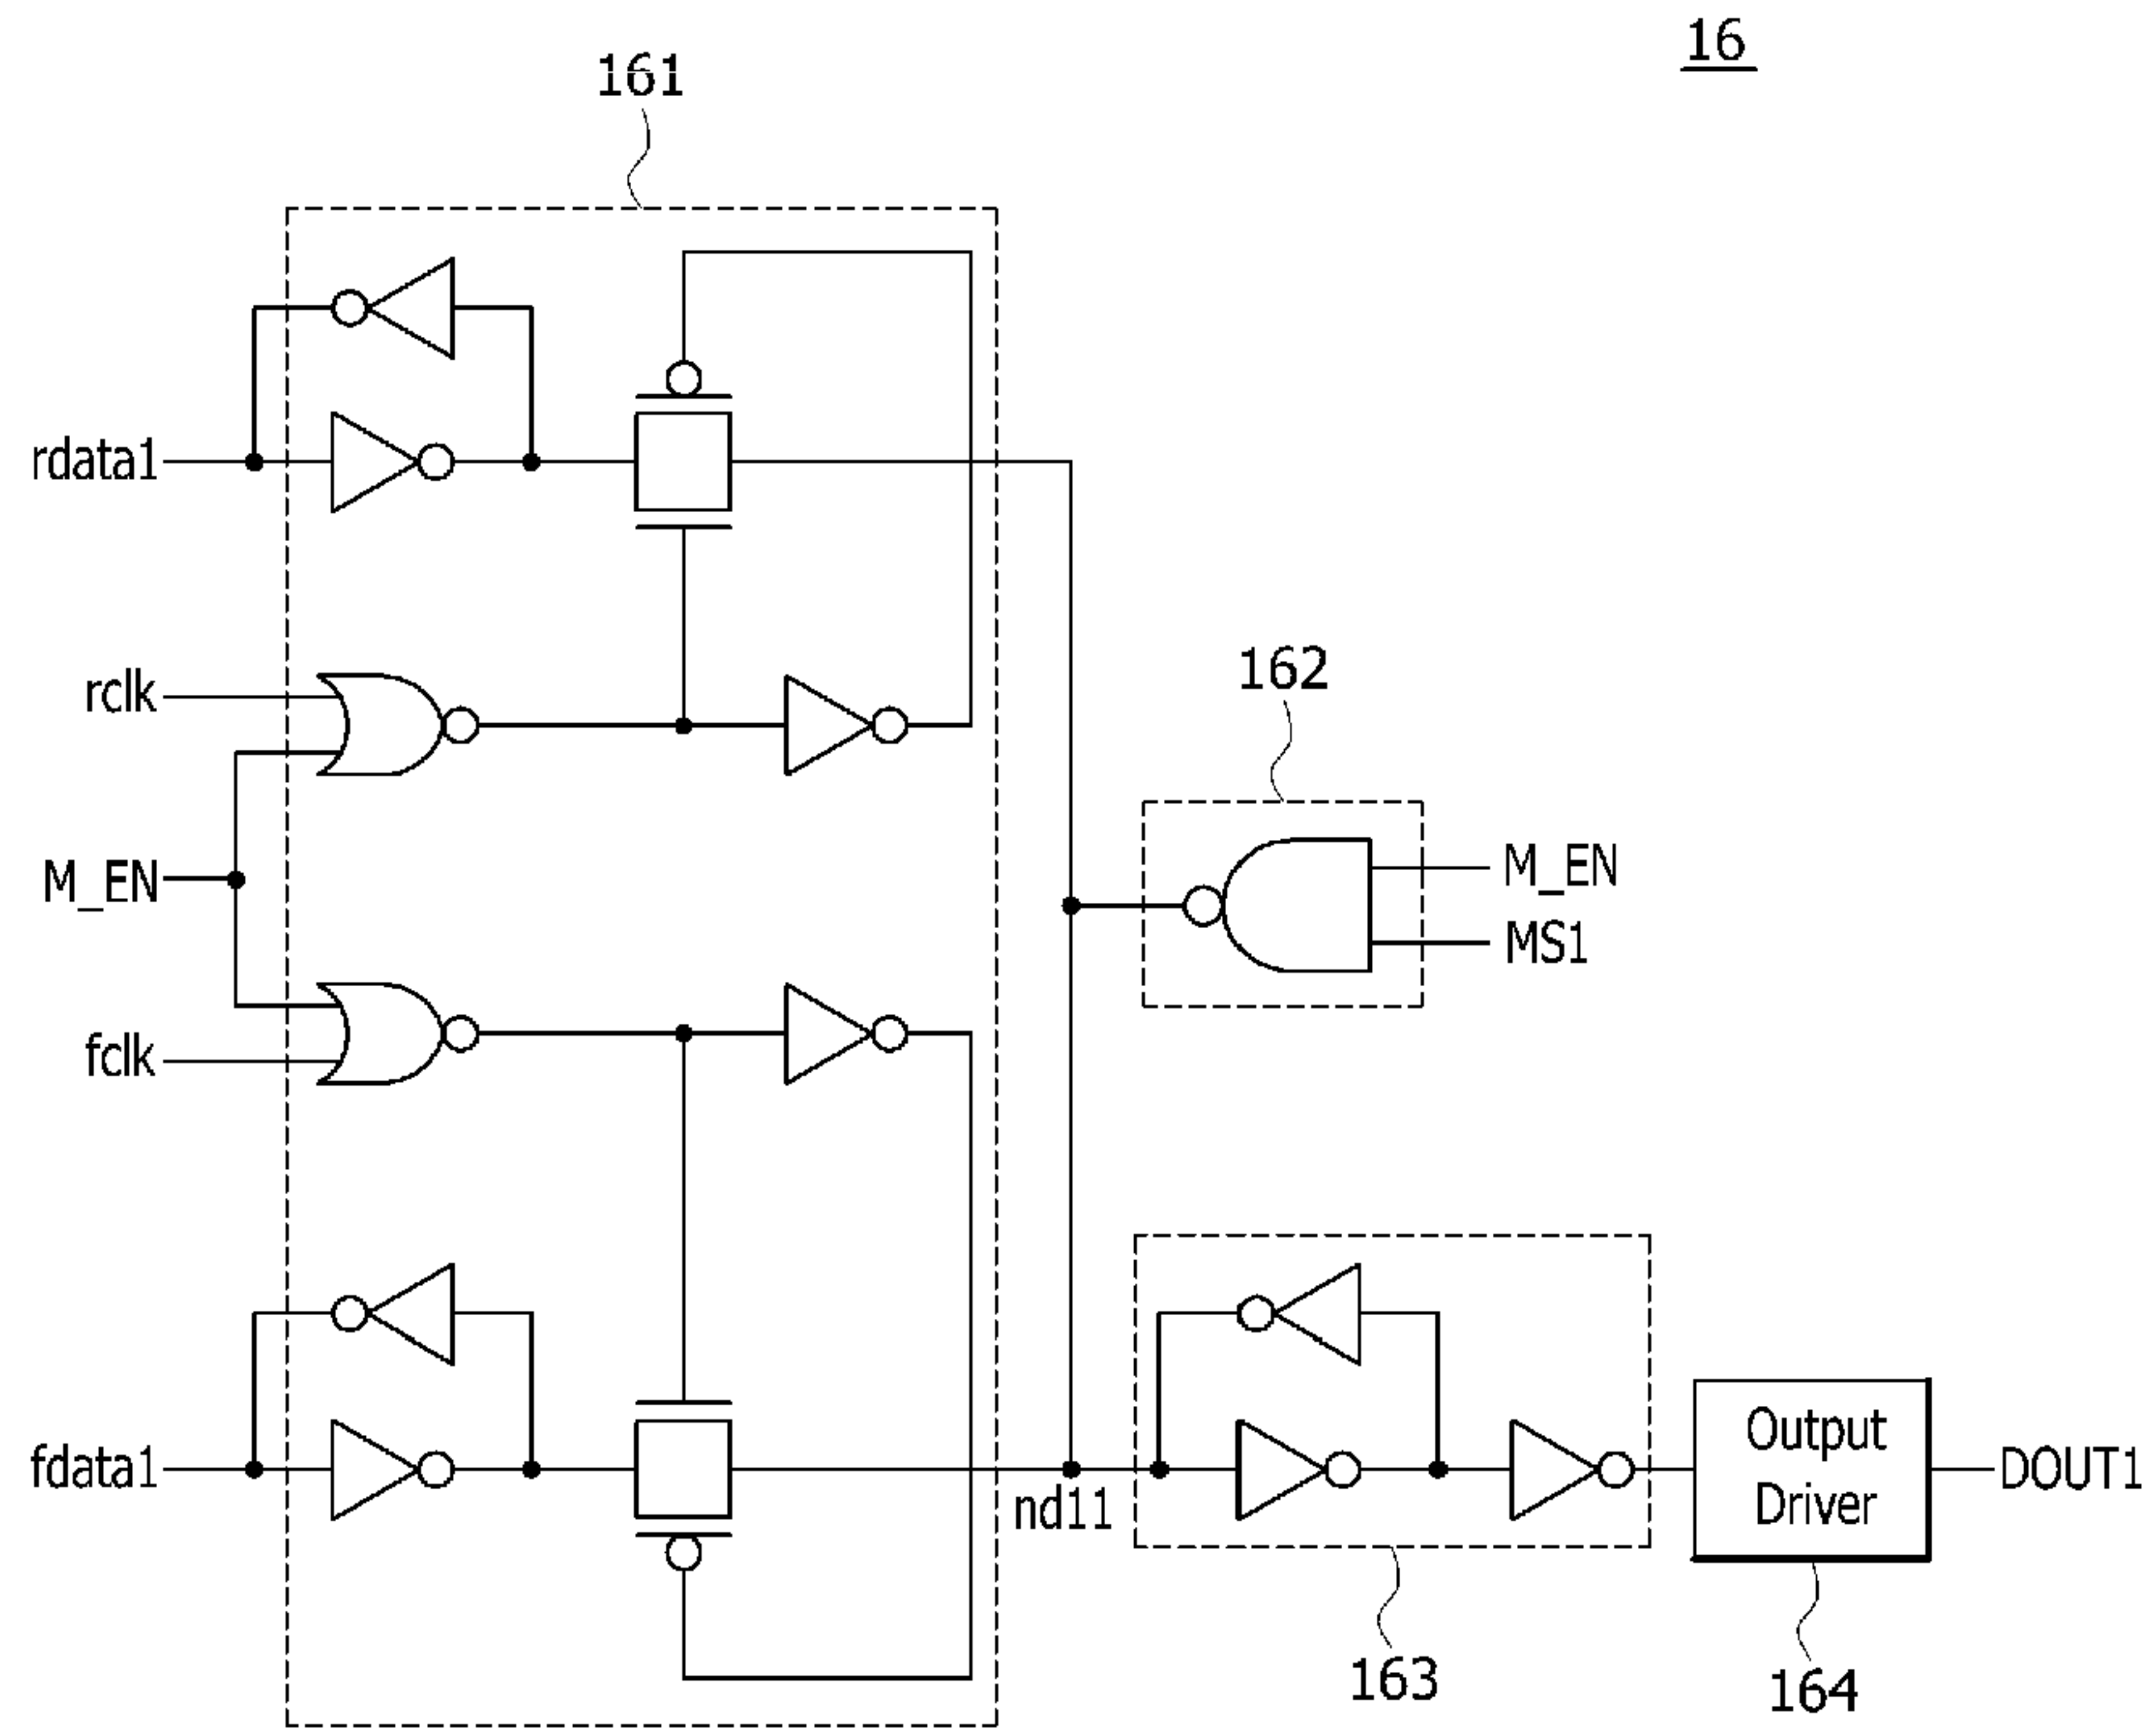 16
161
rdata1
rclk
162
M_EN
M_EN
MS1
fclk
fdata1
nd11
Output
Driver
DOUT1
163
164